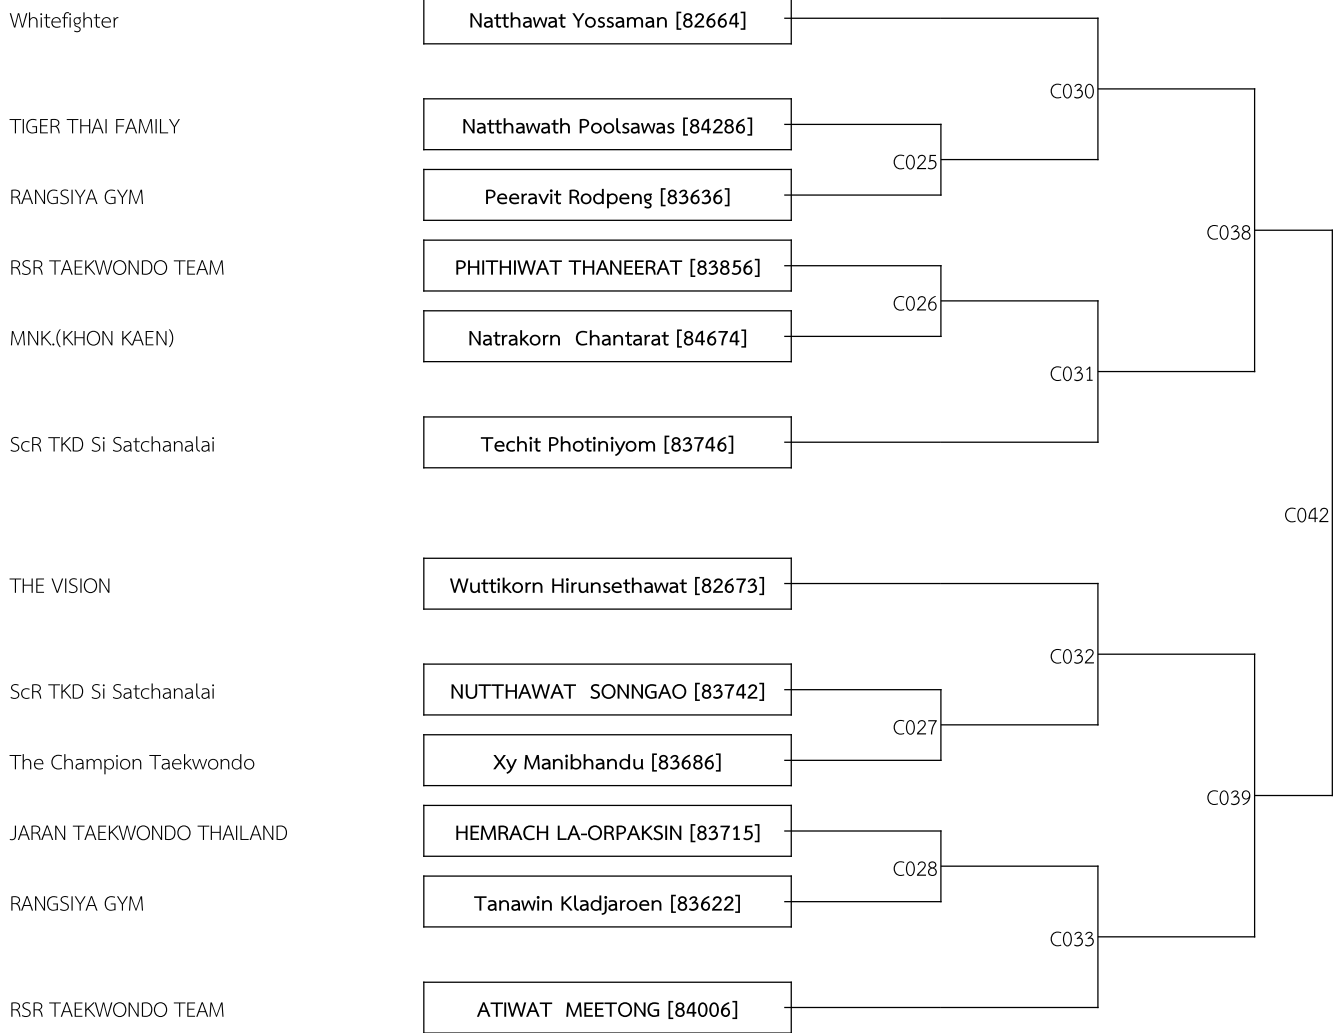 Whitefighter Natthawat Yossaman [82664]
C030
TIGER THAI FAMILY Natthawath Poolsawas [84286]
C025
RANGSIYA GYM Peeravit Rodpeng [83636]
C038
RSR TAEKWONDO TEAM PHITHIWAT THANEERAT [83856]
C026
MNK.(KHON KAEN) Natrakorn  Chantarat [84674]
C031
ScR TKD Si Satchanalai Techit Photiniyom [83746]
C042
THE VISION Wuttikorn Hirunsethawat [82673]
C032
ScR TKD Si Satchanalai NUTTHAWAT  SONNGAO [83742]
C027
The Champion Taekwondo Xy Manibhandu [83686]
C039
JARAN TAEKWONDO THAILAND HEMRACH LA-ORPAKSIN [83715]
C028
RANGSIYA GYM Tanawin Kladjaroen [83622]
C033
RSR TAEKWONDO TEAM ATIWAT  MEETONG [84006]